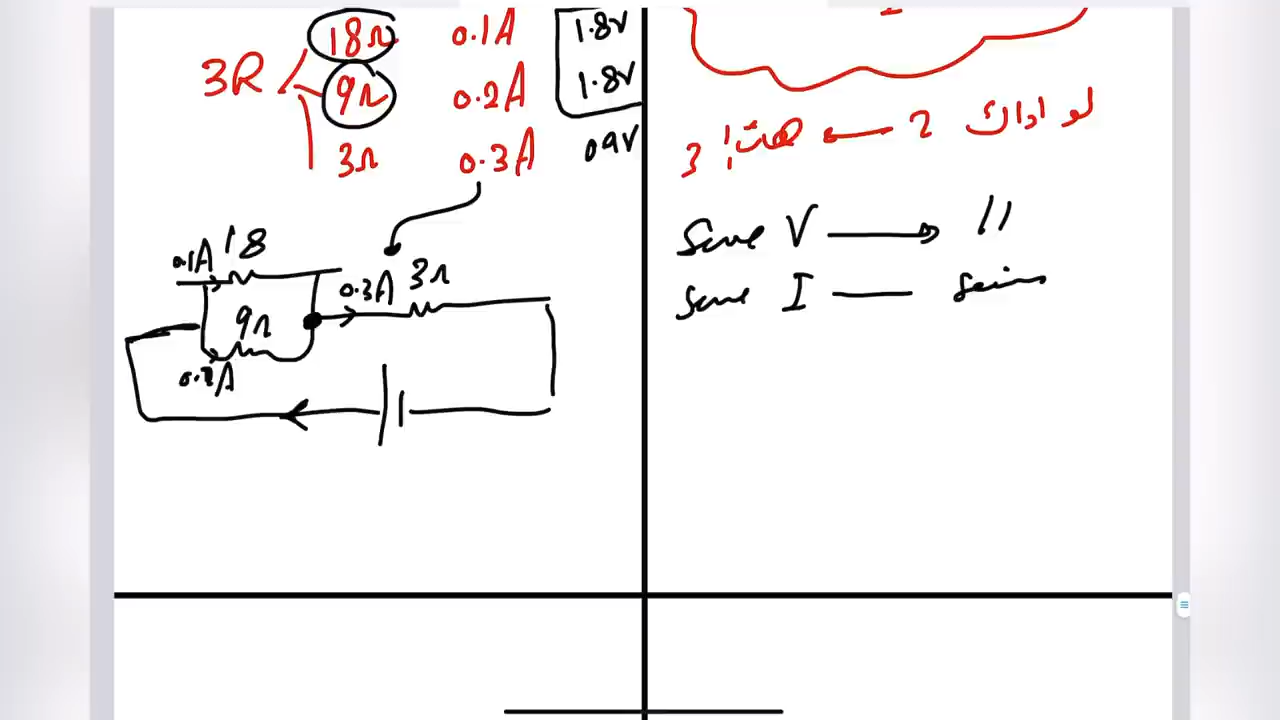 3R
18Ω 0.1A 1.8V
9Ω 0.2A 1.8V
3Ω 0.3A 0.9V
0.1A 18
0.3A 3Ω
9Ω
0.2A
لو اداك 2 ← هتat 3
Same V → //
Same I — Series